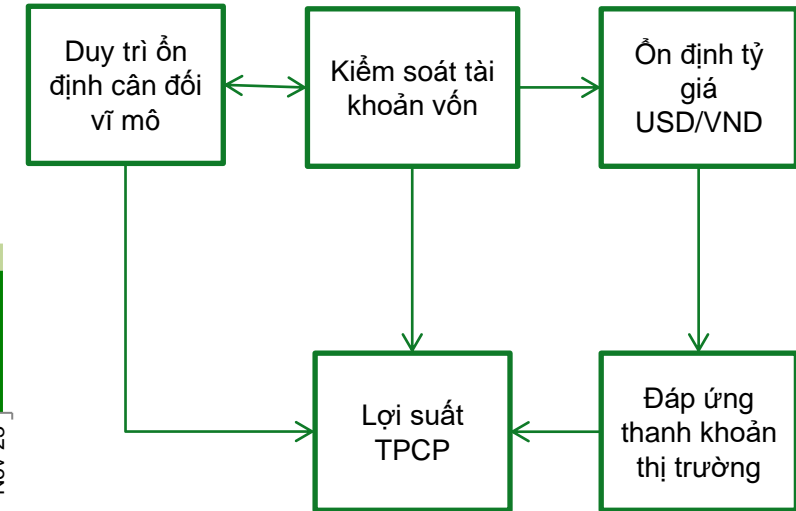 Duy trì ổn
định cân đối
vĩ mô
Kiểm soát tài
khoản vốn
Ổn định tỷ
giá
USD/VND
Lợi suất
TPCP
Đáp ứng
thanh khoản
thị trường